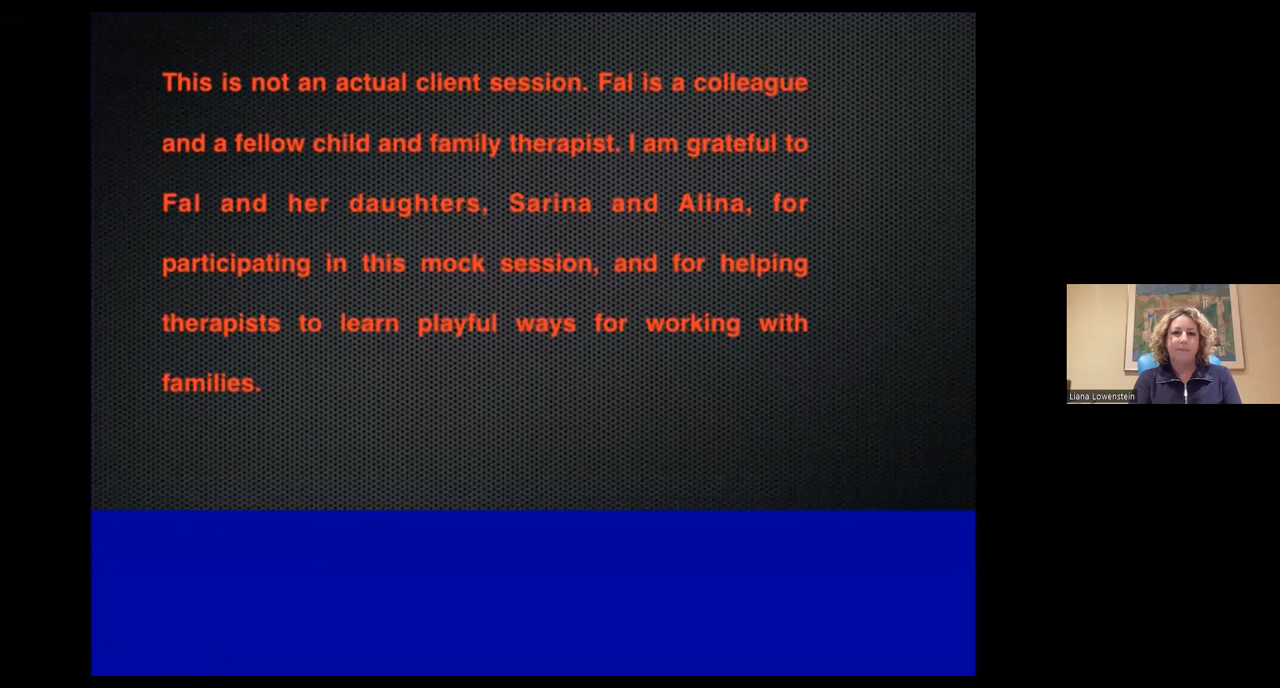 This is not an actual client session. Fal is a colleague
and a fellow child and family therapist. I am grateful to
Fal and her daughters, Sarina and Alina, for
participating in this mock session, and for helping
therapists to learn playful ways for working with
families.
Liana Lowenstein